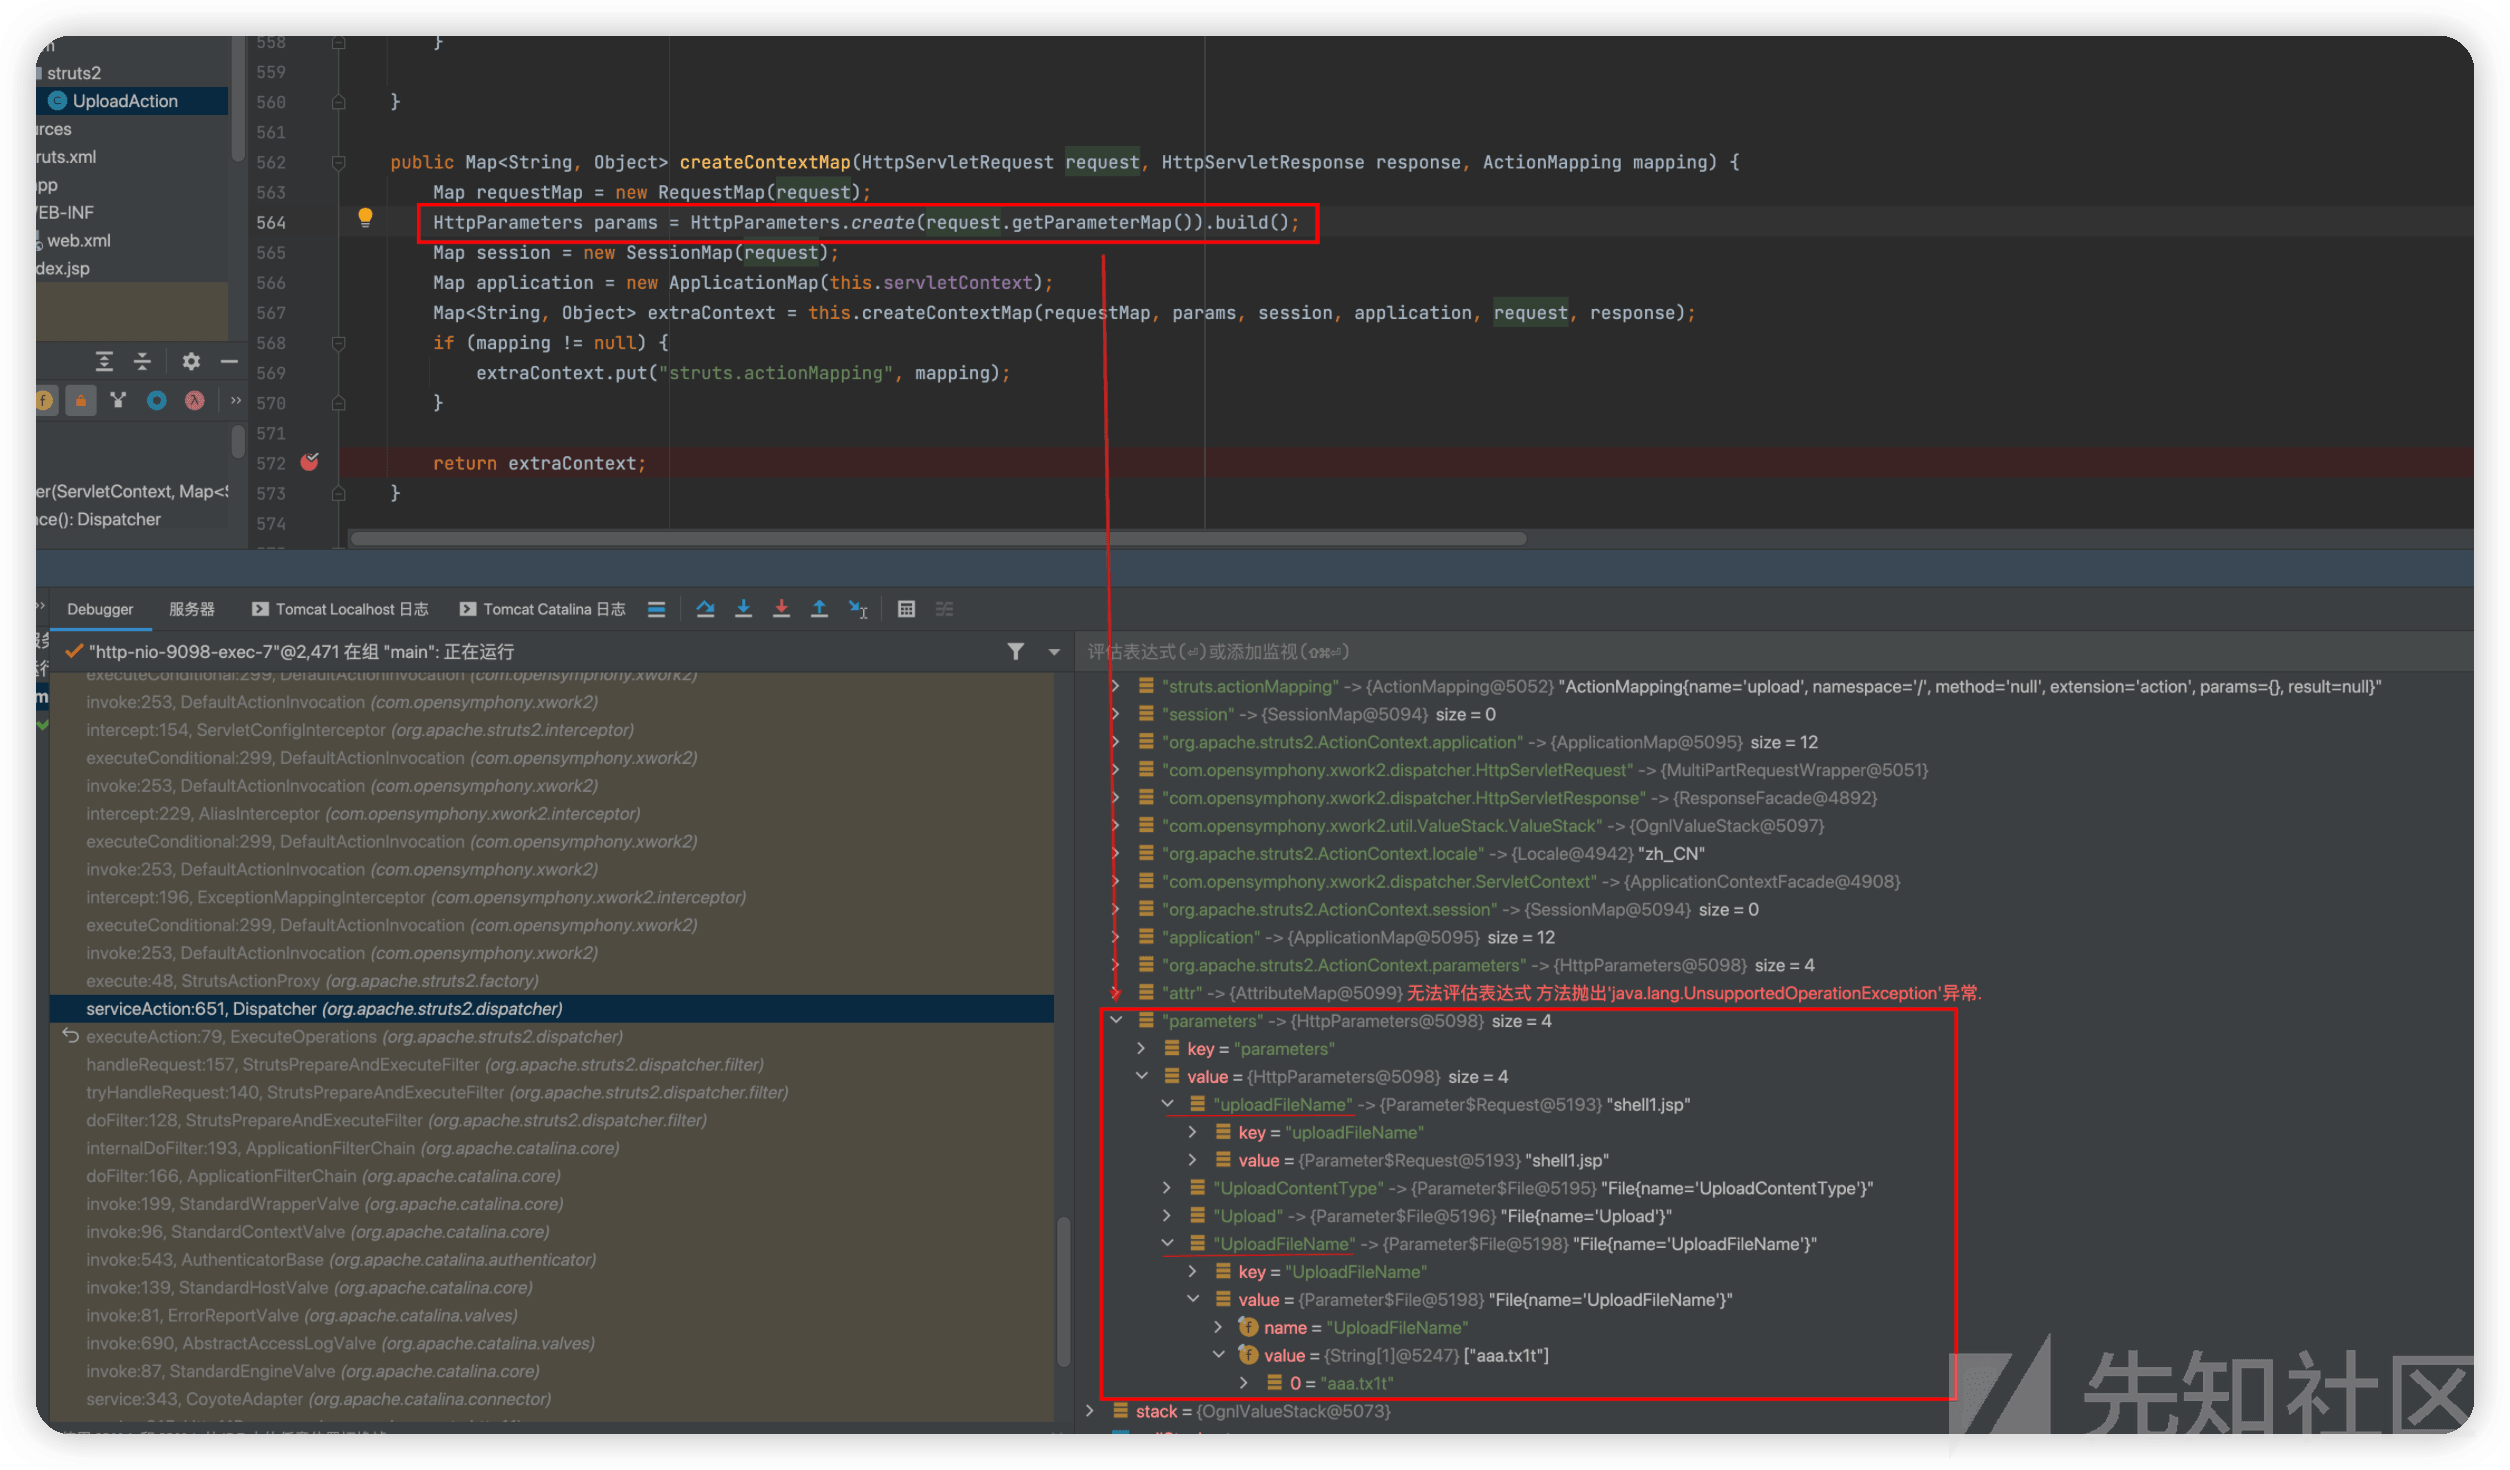 558 }
struts2
559
UploadAction
560 }
urces
561
ruts.xml
562 public Map<String, Object> createContextMap(HttpServletRequest request, HttpServletResponse response, ActionMapping mapping) {
pp
563 Map requestMap = new RequestMap(request);
/EB-INF
564 HttpParameters params = HttpParameters.create(request.getParameterMap()).build();
web.xml
565 Map session = new SessionMap(request);
dex.jsp
566 Map application = new ApplicationMap(this.servletContext);
567 Map<String, Object> extraContext = this.createContextMap(requestMap, params, session, application, request, response);
568 if (mapping != null) {
569 extraContext.put("struts.actionMapping", mapping);
570 }
571
572 return extraContext;
er(ServletContext, Map<S
573 }
nce(): Dispatcher
574
Debugger 服务器 Tomcat Localhost 日志 Tomcat Catalina 日志
"http-nio-9098-exec-7"@2,471 在组 "main": 正在运行
评估表达式(⏎)或添加监视(⇧⌘⏎)
executeConditional:299, DefaultActionInvocation (com.opensymphony.xwork2)
invoke:253, DefaultActionInvocation (com.opensymphony.xwork2)
intercept:154, ServletConfigInterceptor (org.apache.struts2.interceptor)
executeConditional:299, DefaultActionInvocation (com.opensymphony.xwork2)
invoke:253, DefaultActionInvocation (com.opensymphony.xwork2)
intercept:229, AliasInterceptor (com.opensymphony.xwork2.interceptor)
executeConditional:299, DefaultActionInvocation (com.opensymphony.xwork2)
invoke:253, DefaultActionInvocation (com.opensymphony.xwork2)
intercept:196, ExceptionMappingInterceptor (com.opensymphony.xwork2.interceptor)
executeConditional:299, DefaultActionInvocation (com.opensymphony.xwork2)
invoke:253, DefaultActionInvocation (com.opensymphony.xwork2)
execute:48, StrutsActionProxy (org.apache.struts2.factory)
serviceAction:651, Dispatcher (org.apache.struts2.dispatcher)
executeAction:79, ExecuteOperations (org.apache.struts2.dispatcher)
handleRequest:157, StrutsPrepareAndExecuteFilter (org.apache.struts2.dispatcher.filter)
tryHandleRequest:140, StrutsPrepareAndExecuteFilter (org.apache.struts2.dispatcher.filter)
doFilter:128, StrutsPrepareAndExecuteFilter (org.apache.struts2.dispatcher.filter)
internalDoFilter:193, ApplicationFilterChain (org.apache.catalina.core)
doFilter:166, ApplicationFilterChain (org.apache.catalina.core)
invoke:199, StandardWrapperValve (org.apache.catalina.core)
invoke:96, StandardContextValve (org.apache.catalina.core)
invoke:543, AuthenticatorBase (org.apache.catalina.authenticator)
invoke:139, StandardHostValve (org.apache.catalina.core)
invoke:81, ErrorReportValve (org.apache.catalina.valves)
invoke:690, AbstractAccessLogValve (org.apache.catalina.valves)
invoke:87, StandardEngineValve (org.apache.catalina.core)
service:343, CoyoteAdapter (org.apache.catalina.connector)
"struts.actionMapping" -> {ActionMapping@5052} "ActionMapping{name='upload', namespace='/', method='null', extension='action', params={}, result=null}"
"session" -> {SessionMap@5094} size = 0
"org.apache.struts2.ActionContext.application" -> {ApplicationMap@5095} size = 12
"com.opensymphony.xwork2.dispatcher.HttpServletRequest" -> {MultiPartRequestWrapper@5051}
"com.opensymphony.xwork2.dispatcher.HttpServletResponse" -> {ResponseFacade@4892}
"com.opensymphony.xwork2.util.ValueStack.ValueStack" -> {OgnlValueStack@5097}
"org.apache.struts2.ActionContext.locale" -> {Locale@4942} "zh_CN"
"com.opensymphony.xwork2.dispatcher.ServletContext" -> {ApplicationContextFacade@4908}
"org.apache.struts2.ActionContext.session" -> {SessionMap@5094} size = 0
"application" -> {ApplicationMap@5095} size = 12
"org.apache.struts2.ActionContext.parameters" -> {HttpParameters@5098} size = 4
"attr" -> {AttributeMap@5099} 无法评估表达式 方法抛出'java.lang.UnsupportedOperationException'异常.
"parameters" -> {HttpParameters@5098} size = 4
key = "parameters"
value = {HttpParameters@5098} size = 4
"uploadFileName" -> {Parameter$Request@5193} "shell1.jsp"
key = "uploadFileName"
value = {Parameter$Request@5193} "shell1.jsp"
"UploadContentType" -> {Parameter$File@5195} "File{name='UploadContentType'}"
"Upload" -> {Parameter$File@5196} "File{name='Upload'}"
"UploadFileName" -> {Parameter$File@5198} "File{name='UploadFileName'}"
key = "UploadFileName"
value = {Parameter$File@5198} "File{name='UploadFileName'}"
name = "UploadFileName"
value = {String[1]@5247} ["aaa.tx1t"]
0 = "aaa.tx1t"
stack = {OgnlValueStack@5073}
先知社区